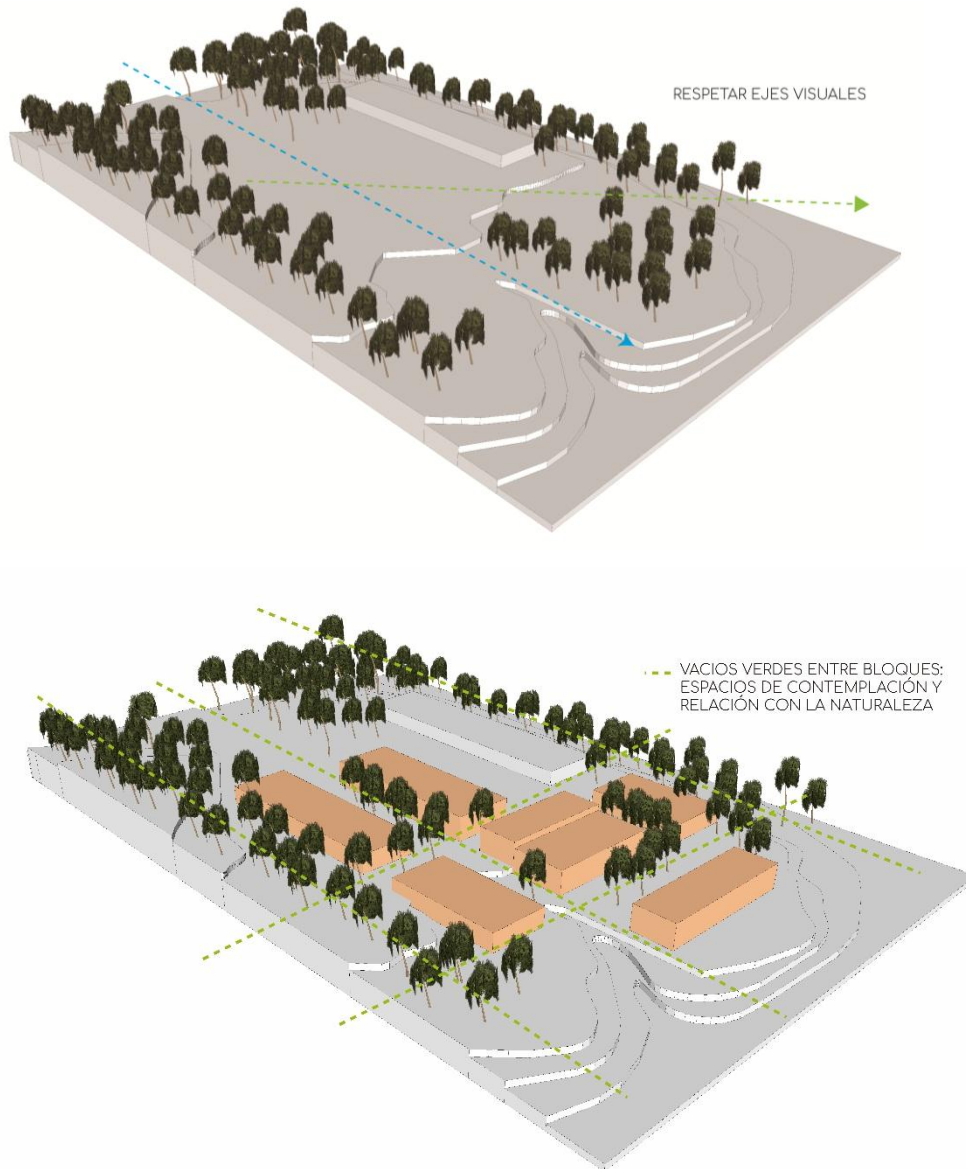 RESPETAR EJES VISUALES
VACIOS VERDES ENTRE BLOQUES:
ESPACIOS DE CONTEMPLACIÓN Y
RELACIÓN CON LA NATURALEZA